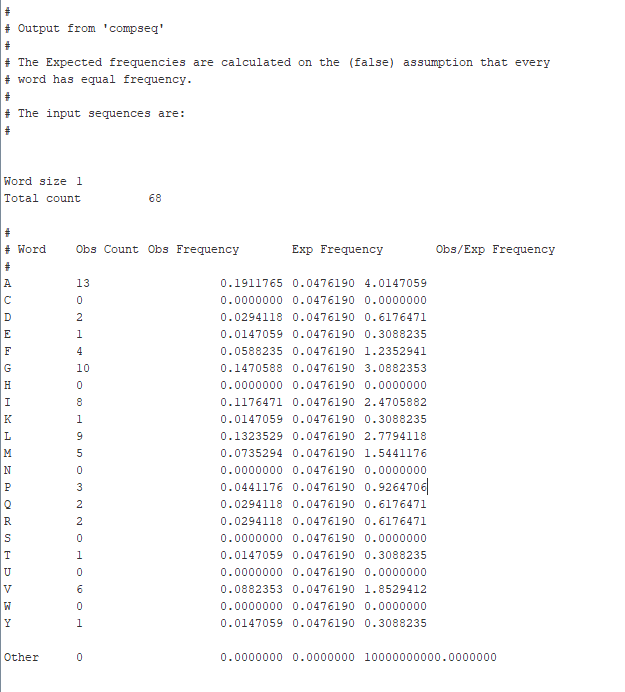 #
# Output from 'compseq'
#
# The Expected frequencies are calculated on the (false) assumption that every
# word has equal frequency.
#
# The input sequences are:
#
Word size 1
Total count 68
#
# Word Obs Count Obs Frequency Exp Frequency Obs/Exp Frequency
#
A 13 0.1911765 0.0476190 4.0147059
C 0 0.0000000 0.0476190 0.0000000
D 2 0.0294118 0.0476190 0.6176471
E 1 0.0147059 0.0476190 0.3088235
F 4 0.0588235 0.0476190 1.2352941
G 10 0.1470588 0.0476190 3.0882353
H 0 0.0000000 0.0476190 0.0000000
I 8 0.1176471 0.0476190 2.4705882
K 1 0.0147059 0.0476190 0.3088235
L 9 0.1323529 0.0476190 2.7794118
M 5 0.0735294 0.0476190 1.5441176
N 0 0.0000000 0.0476190 0.0000000
P 3 0.0441176 0.0476190 0.9264706
Q 2 0.0294118 0.0476190 0.6176471
R 2 0.0294118 0.0476190 0.6176471
S 0 0.0000000 0.0476190 0.0000000
T 1 0.0147059 0.0476190 0.3088235
U 0 0.0000000 0.0476190 0.0000000
V 6 0.0882353 0.0476190 1.8529412
W 0 0.0000000 0.0476190 0.0000000
Y 1 0.0147059 0.0476190 0.3088235
Other 0 0.0000000 0.0000000 10000000000.0000000